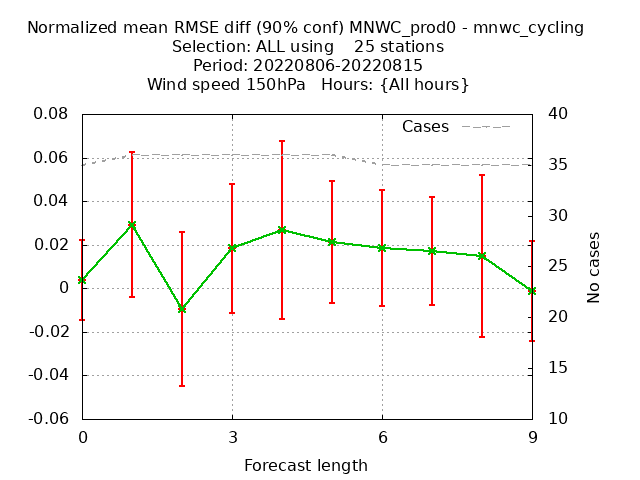 Normalized mean RMSE diff (90% conf) MNWC_prod0 - mnwc_cycling
Selection: ALL using    25 stations
Period: 20220806-20220815
Wind speed 150hPa   Hours: {All hours}
0.08
0.06
0.04
0.02
0
-0.02
-0.04
-0.06
Cases
40
35
30
25
20
15
10
No cases
0
3
6
9
Forecast length